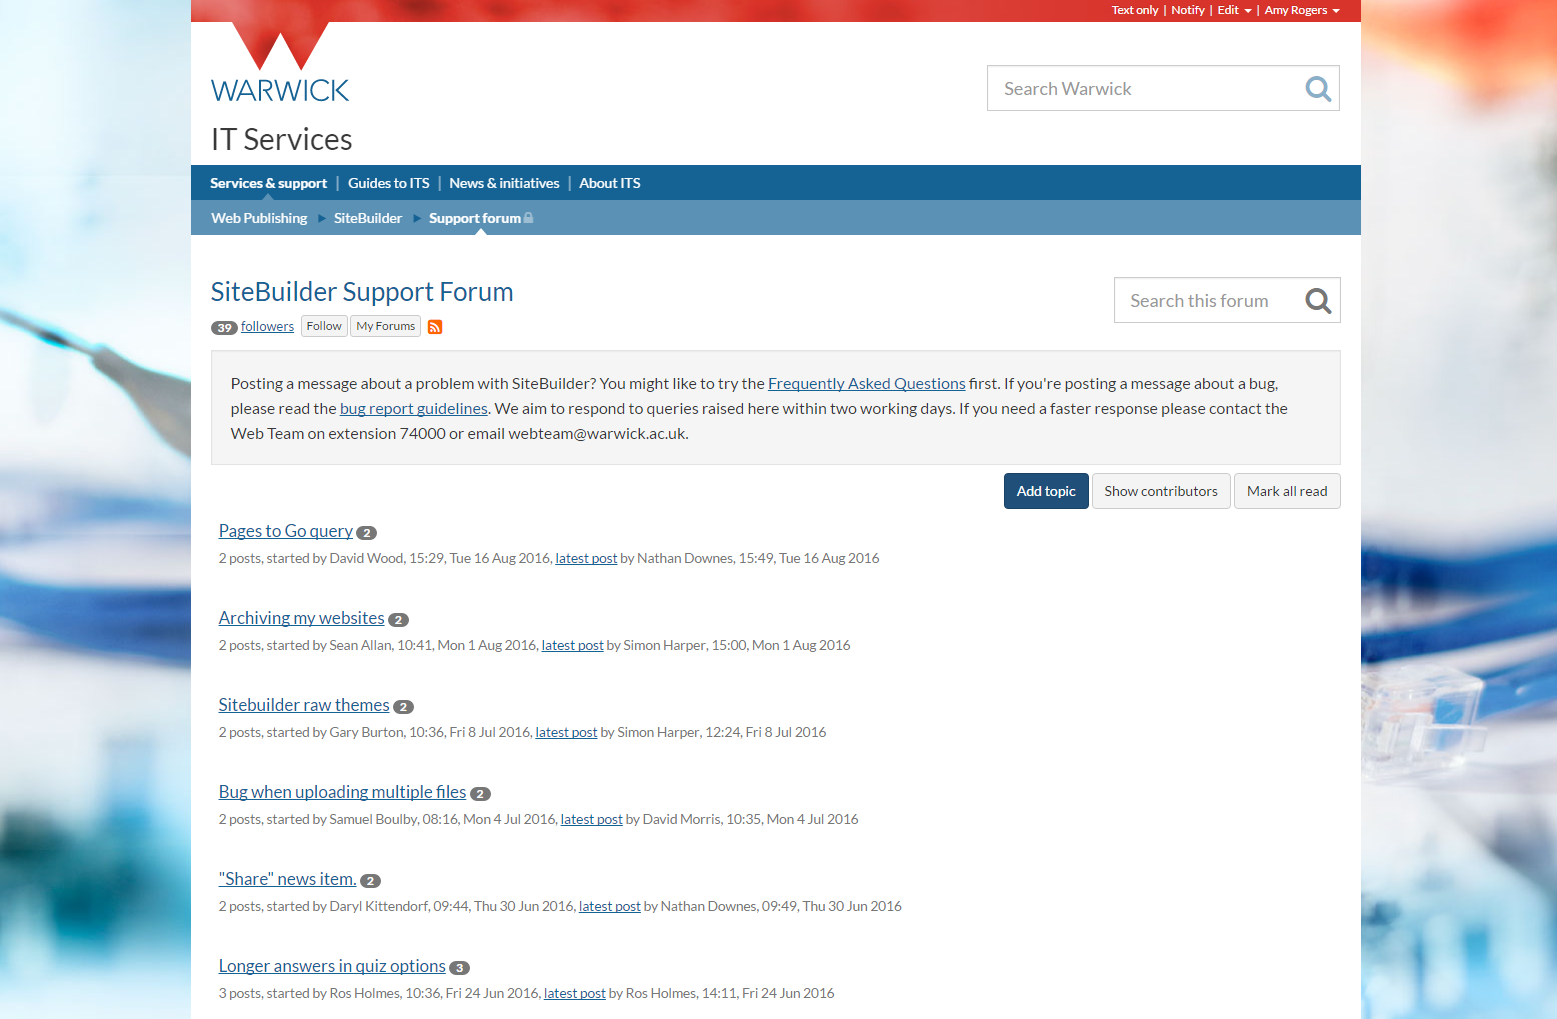 Text only | Notify | Edit | Amy Rogers
WARWICK
Search Warwick
IT Services
Services & support | Guides to ITS | News & initiatives | About ITS
Web Publishing SiteBuilder Support forum
SiteBuilder Support Forum
Search this forum
39 followers Follow My Forums
Posting a message about a problem with SiteBuilder? You might like to try the Frequently Asked Questions first. If you're posting a message about a bug,
please read the bug report guidelines. We aim to respond to queries raised here within two working days. If you need a faster response please contact the
Web Team on extension 74000 or email webteam@warwick.ac.uk.
Add topic Show contributors Mark all read
Pages to Go query 2
2 posts, started by David Wood, 15:29, Tue 16 Aug 2016, latest post by Nathan Downes, 15:49, Tue 16 Aug 2016
Archiving my websites 2
2 posts, started by Sean Allan, 10:41, Mon 1 Aug 2016, latest post by Simon Harper, 15:00, Mon 1 Aug 2016
Sitebuilder raw themes 2
2 posts, started by Gary Burton, 10:36, Fri 8 Jul 2016, latest post by Simon Harper, 12:24, Fri 8 Jul 2016
Bug when uploading multiple files 2
2 posts, started by Samuel Boulby, 08:16, Mon 4 Jul 2016, latest post by David Morris, 10:35, Mon 4 Jul 2016
"Share" news item. 2
2 posts, started by Daryl Kittendorf, 09:44, Thu 30 Jun 2016, latest post by Nathan Downes, 09:49, Thu 30 Jun 2016
Longer answers in quiz options 3
3 posts, started by Ros Holmes, 10:36, Fri 24 Jun 2016, latest post by Ros Holmes, 14:11, Fri 24 Jun 2016